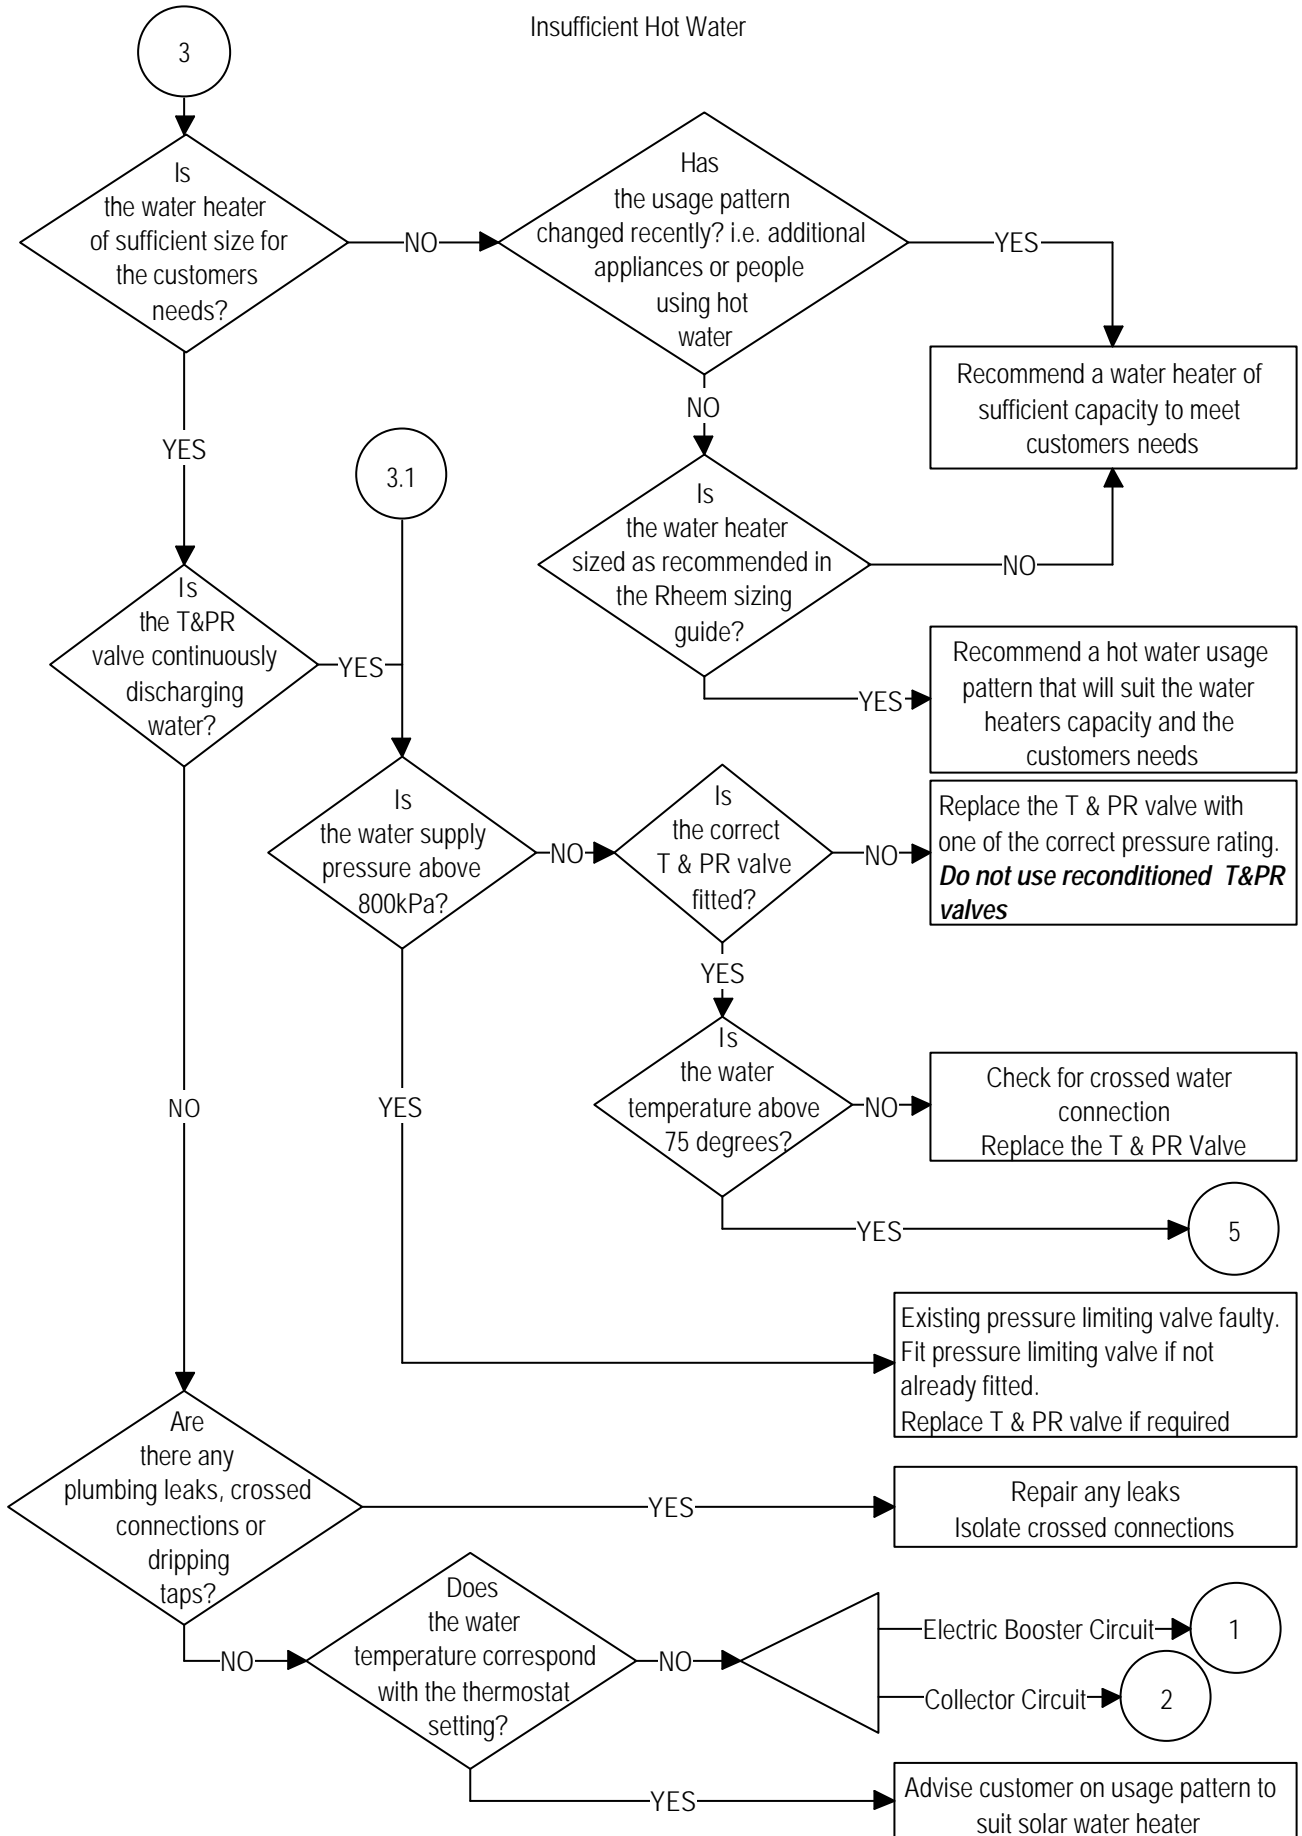 Insufficient Hot Water
3
Is
the water heater
of sufficient size for
the customers
needs?
NO
Has
the usage pattern
changed recently? i.e. additional
appliances or people
using hot
water
YES
Recommend a water heater of
sufficient capacity to meet
customers needs
NO
YES
3.1
Is
the water heater
sized as recommended in
the Rheem sizing
guide?
NO
Is
the T&PR
valve continuously
discharging
water?
YES
YES
Recommend a hot water usage
pattern that will suit the water
heaters capacity and the
customers needs
Is
the water supply
pressure above
800kPa?
NO
Is
the correct
T & PR valve
fitted?
NO
Replace the T & PR valve with
one of the correct pressure rating.
Do not use reconditioned T&PR
valves
YES
Is
the water
temperature above
75 degrees?
NO
Check for crossed water
connection
Replace the T & PR Valve
NO
YES
YES
5
Existing pressure limiting valve faulty.
Fit pressure limiting valve if not
already fitted.
Replace T & PR valve if required
Are
there any
plumbing leaks, crossed
connections or
dripping
taps?
YES
Repair any leaks
Isolate crossed connections
NO
Does
the water
temperature correspond
with the thermostat
setting?
NO
Electric Booster Circuit
1
Collector Circuit
2
YES
Advise customer on usage pattern to
suit solar water heater